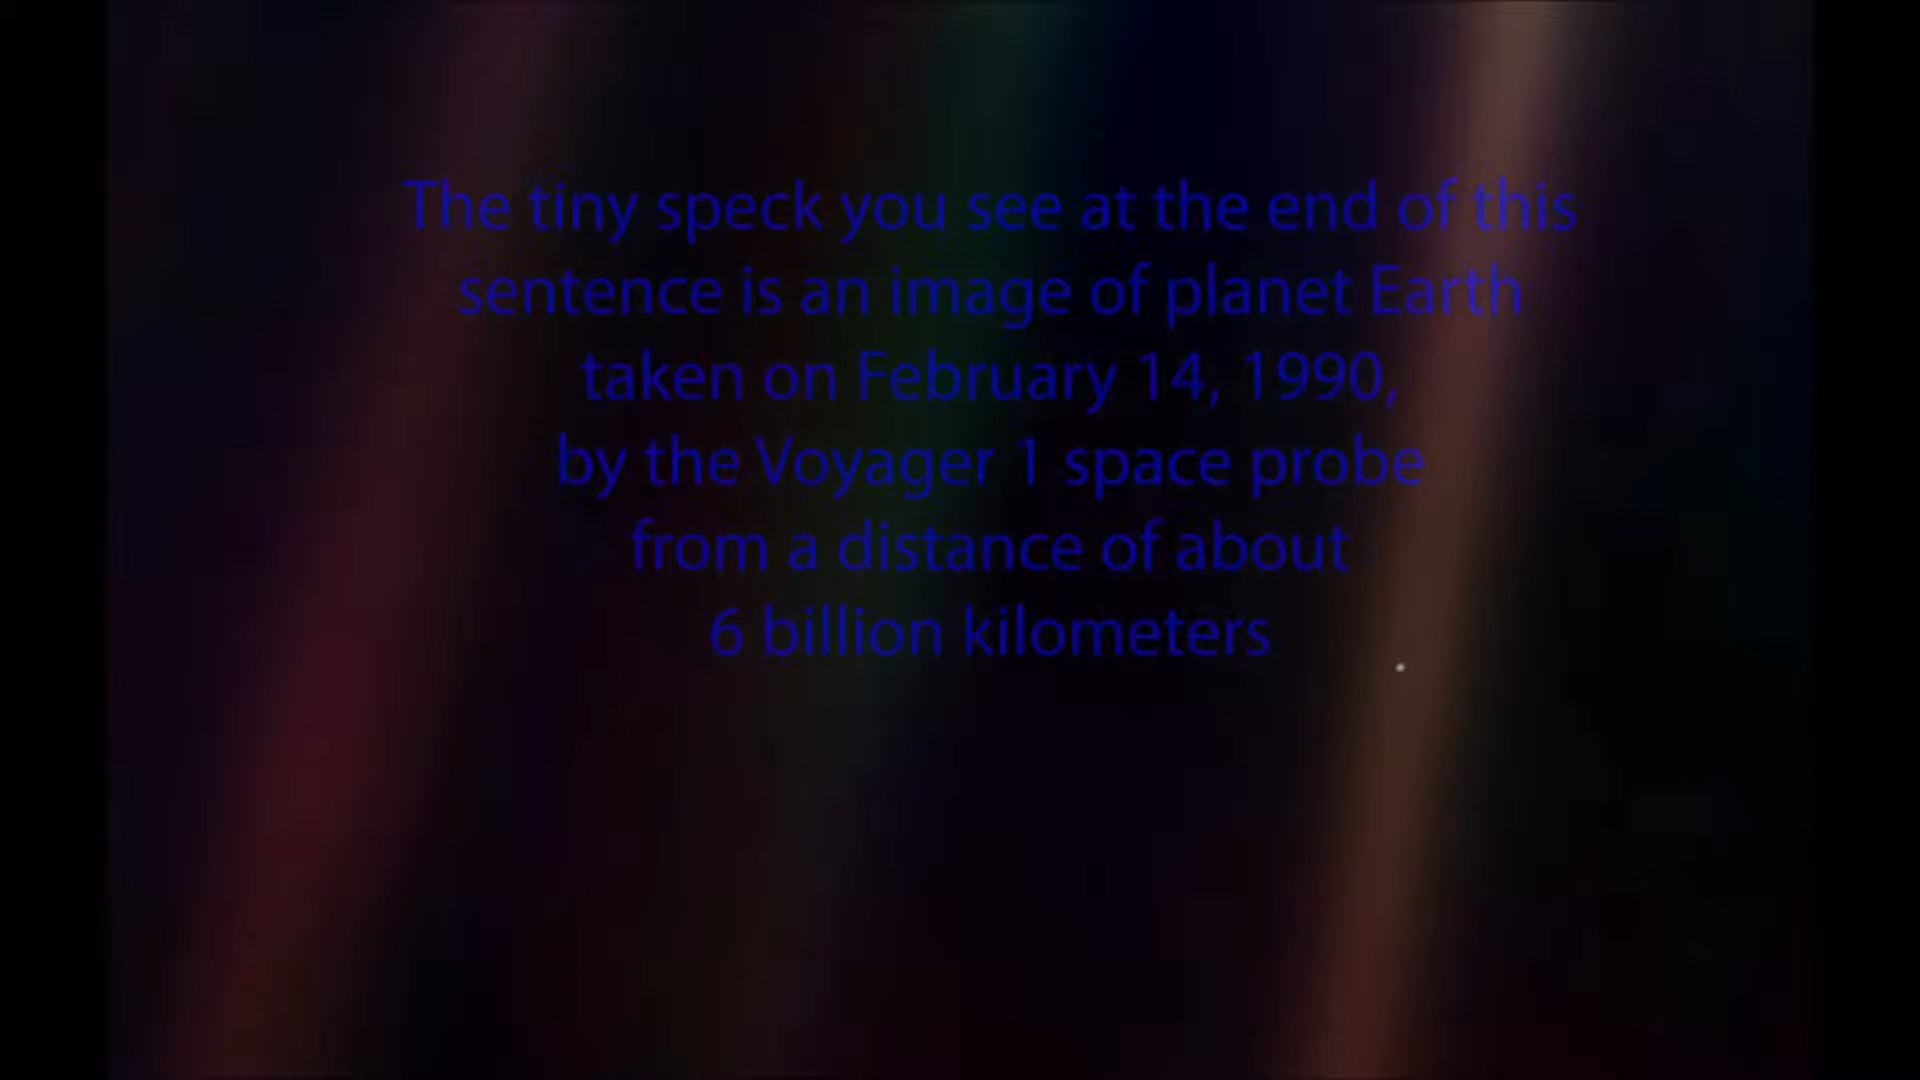 The tiny speck you see at the end of this
sentence is an image of planet Earth
taken on February 14, 1990,
by the Voyager 1 space probe
from a distance of about
6 billion kilometers